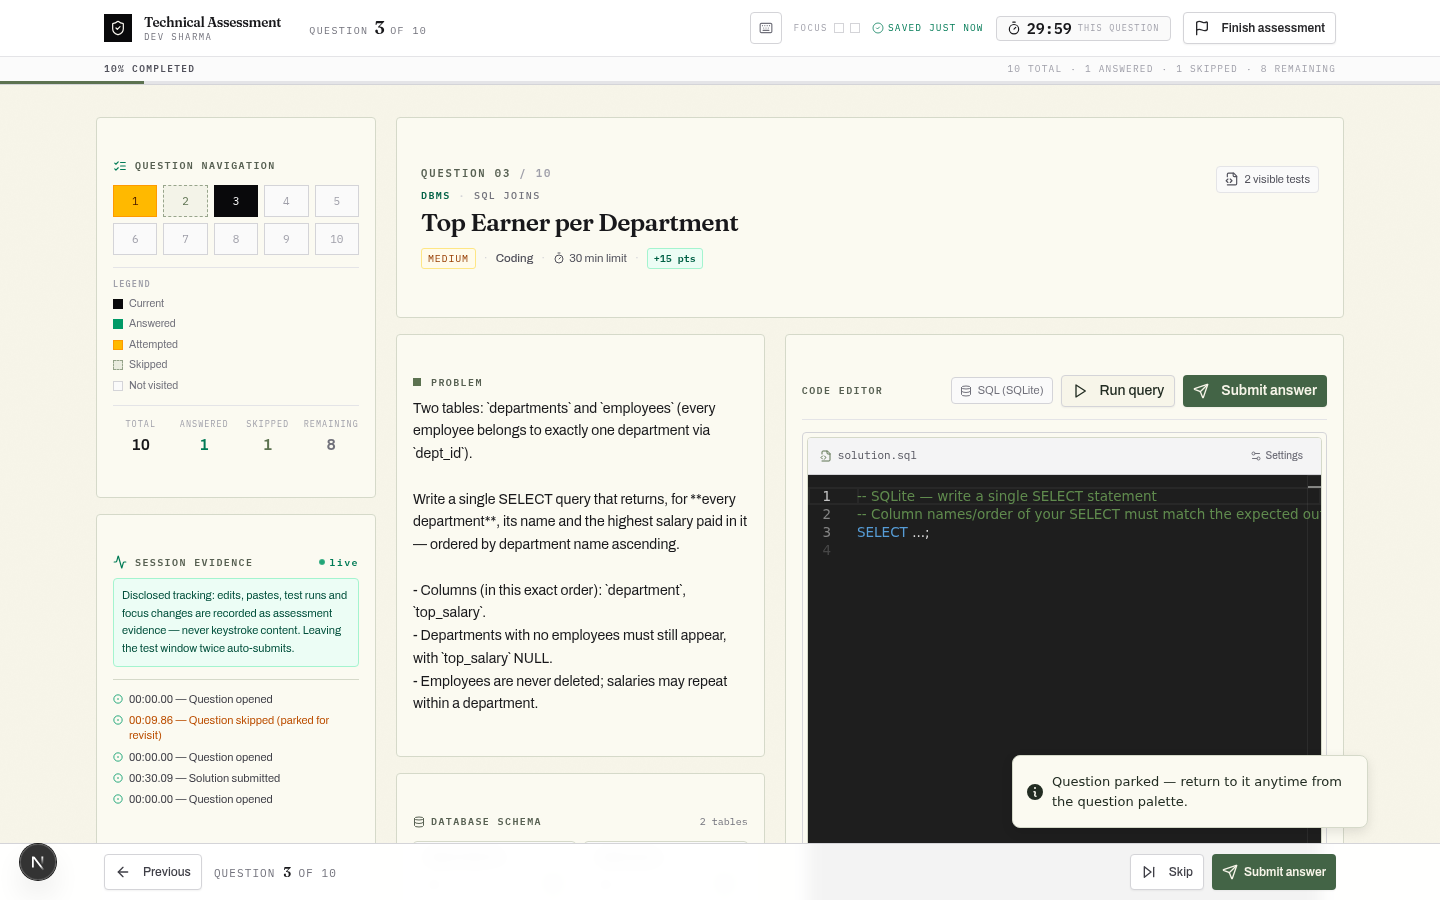 Technical Assessment
DEV SHARMA
QUESTION 3 OF 10
FOCUS
SAVED JUST NOW
29:59 THIS QUESTION
Finish assessment
10% COMPLETED
10 TOTAL · 1 ANSWERED · 1 SKIPPED · 8 REMAINING
QUESTION NAVIGATION
1 2 3 4 5
6 7 8 9 10
LEGEND
Current
Answered
Attempted
Skipped
Not visited
TOTAL ANSWERED SKIPPED REMAINING
10 1 1 8
SESSION EVIDENCE
live
Disclosed tracking: edits, pastes, test runs and
focus changes are recorded as assessment
evidence — never keystroke content. Leaving
the test window twice auto-submits.
00:00.00 — Question opened
00:09.86 — Question skipped (parked for
revisit)
00:00.00 — Question opened
00:30.09 — Solution submitted
00:00.00 — Question opened
QUESTION 03 / 10
DBMS · SQL JOINS
Top Earner per Department
MEDIUM · Coding · 30 min limit · +15 pts
2 visible tests
PROBLEM
Two tables: `departments` and `employees` (every
employee belongs to exactly one department via
`dept_id`).
Write a single SELECT query that returns, for **every
department**, its name and the highest salary paid in it
— ordered by department name ascending.
- Columns (in this exact order): `department`,
`top_salary`.
- Departments with no employees must still appear,
with `top_salary` NULL.
- Employees are never deleted; salaries may repeat
within a department.
DATABASE SCHEMA
2 tables
CODE EDITOR
SQL (SQLite)
Run query
Submit answer
solution.sql
Settings
1 -- SQLite — write a single SELECT statement
2 -- Column names/order of your SELECT must match the expected ou
3 SELECT ...;
4
Question parked — return to it anytime from
the question palette.
N
Previous
QUESTION 3 OF 10
Skip
Submit answer